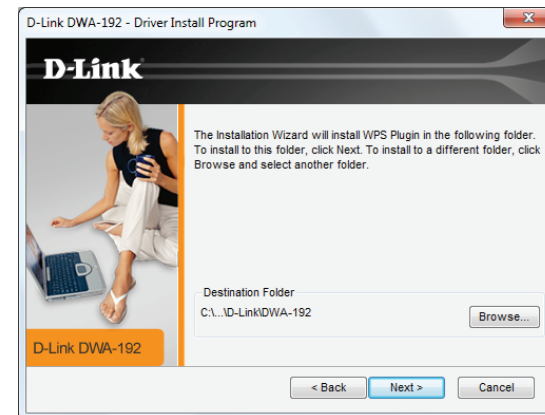 D-Link DWA-192 - Driver Install Program
D-Link
The Installation Wizard will install WPS Plugin in the following folder.
To install to this folder, click Next. To install to a different folder, click
Browse and select another folder.
Destination Folder
C:\...\D-Link\DWA-192
Browse...
D-Link DWA-192
< Back
Next >
Cancel